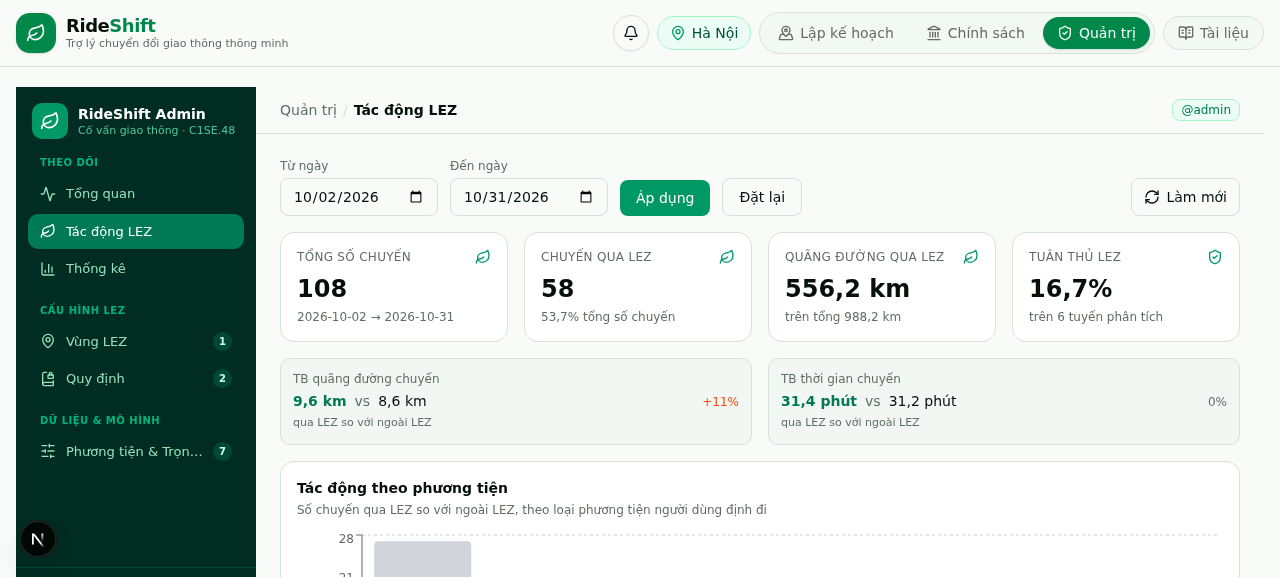 RideShift
Trợ lý chuyển đổi giao thông thông minh
Hà Nội
Lập kế hoạch
Chính sách
Quản trị
Tài liệu
RideShift Admin
Cố vấn giao thông · C1SE.48
THEO DÕI
Tổng quan
Tác động LEZ
Thống kê
CẤU HÌNH LEZ
Vùng LEZ 1
Quy định 2
DỮ LIỆU & MÔ HÌNH
Phương tiện & Trọn... 7
N
Quản trị / Tác động LEZ
@admin
Từ ngày
Đến ngày
10/02/2026
10/31/2026
Áp dụng
Đặt lại
Làm mới
TỔNG SỐ CHUYẾN
108
2026-10-02 → 2026-10-31
CHUYẾN QUA LEZ
58
53,7% tổng số chuyến
QUÃNG ĐƯỜNG QUA LEZ
556,2 km
trên tổng 988,2 km
TUÂN THỦ LEZ
16,7%
trên 6 tuyến phân tích
TB quãng đường chuyến
9,6 km vs 8,6 km
+11%
qua LEZ so với ngoài LEZ
TB thời gian chuyến
31,4 phút vs 31,2 phút
0%
qua LEZ so với ngoài LEZ
Tác động theo phương tiện
Số chuyến qua LEZ so với ngoài LEZ, theo loại phương tiện người dùng định đi
28
21